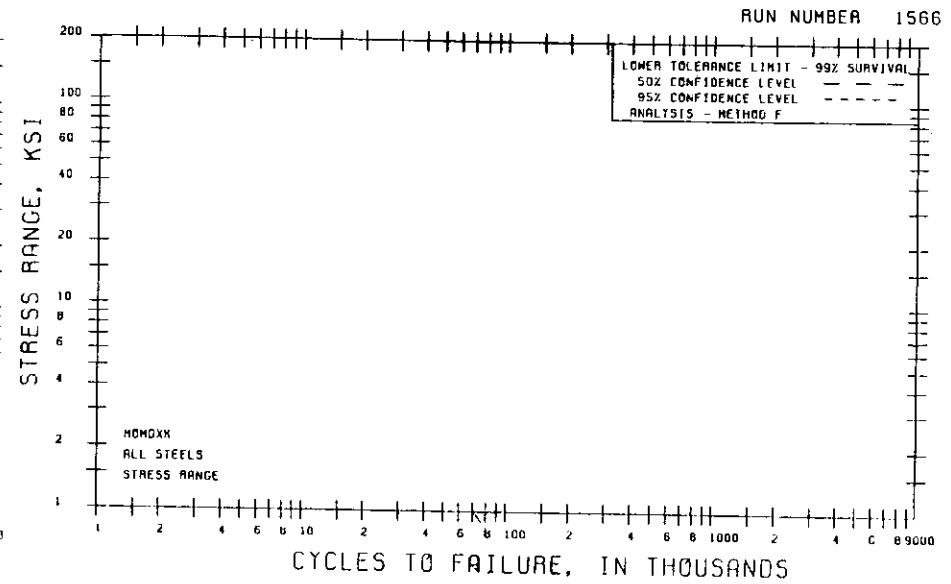 RUN NUMBER 1566
LOWER TOLERANCE LIMIT - 99% SURVIVAL
50% CONFIDENCE LEVEL
95% CONFIDENCE LEVEL
ANALYSIS - METHOD F
STRESS RANGE, KSI
200
100
80
60
40
20
10
8
6
4
2
1
MOMOXX
ALL STEELS
STRESS RANGE
1 2 4 6 8 10 2 4 6 8 100 2 4 6 8 1000 2 4 6 8 9000
CYCLES TO FAILURE, IN THOUSANDS